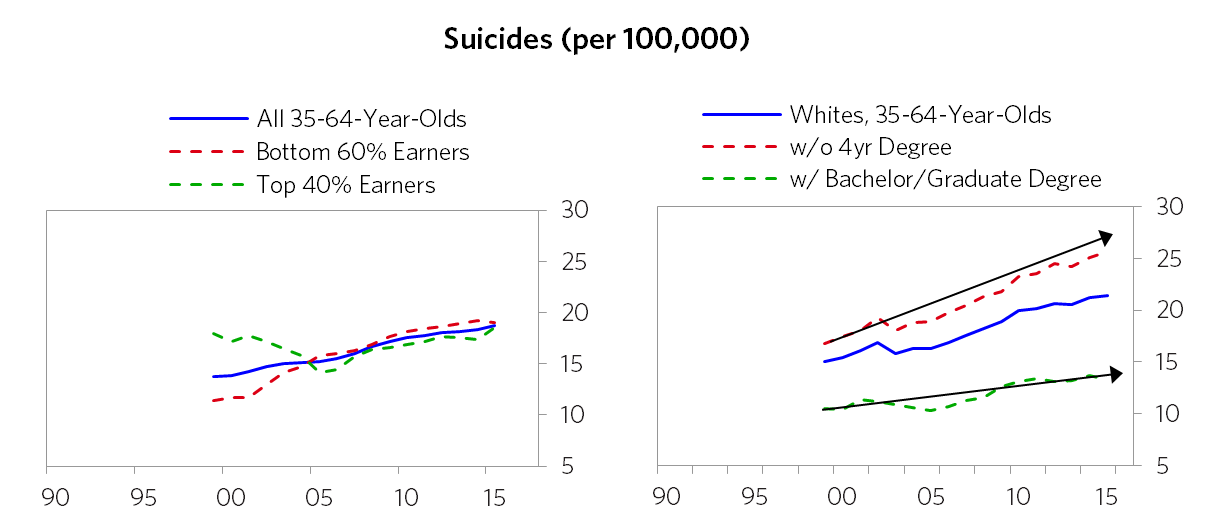 Suicides (per 100,000)
All 35-64-Year-Olds
Bottom 60% Earners
Top 40% Earners
30
25
20
15
10
5
90 95 00 05 10 15
Whites, 35-64-Year-Olds
w/o 4yr Degree
w/ Bachelor/Graduate Degree
30
25
20
15
10
5
90 95 00 05 10 15